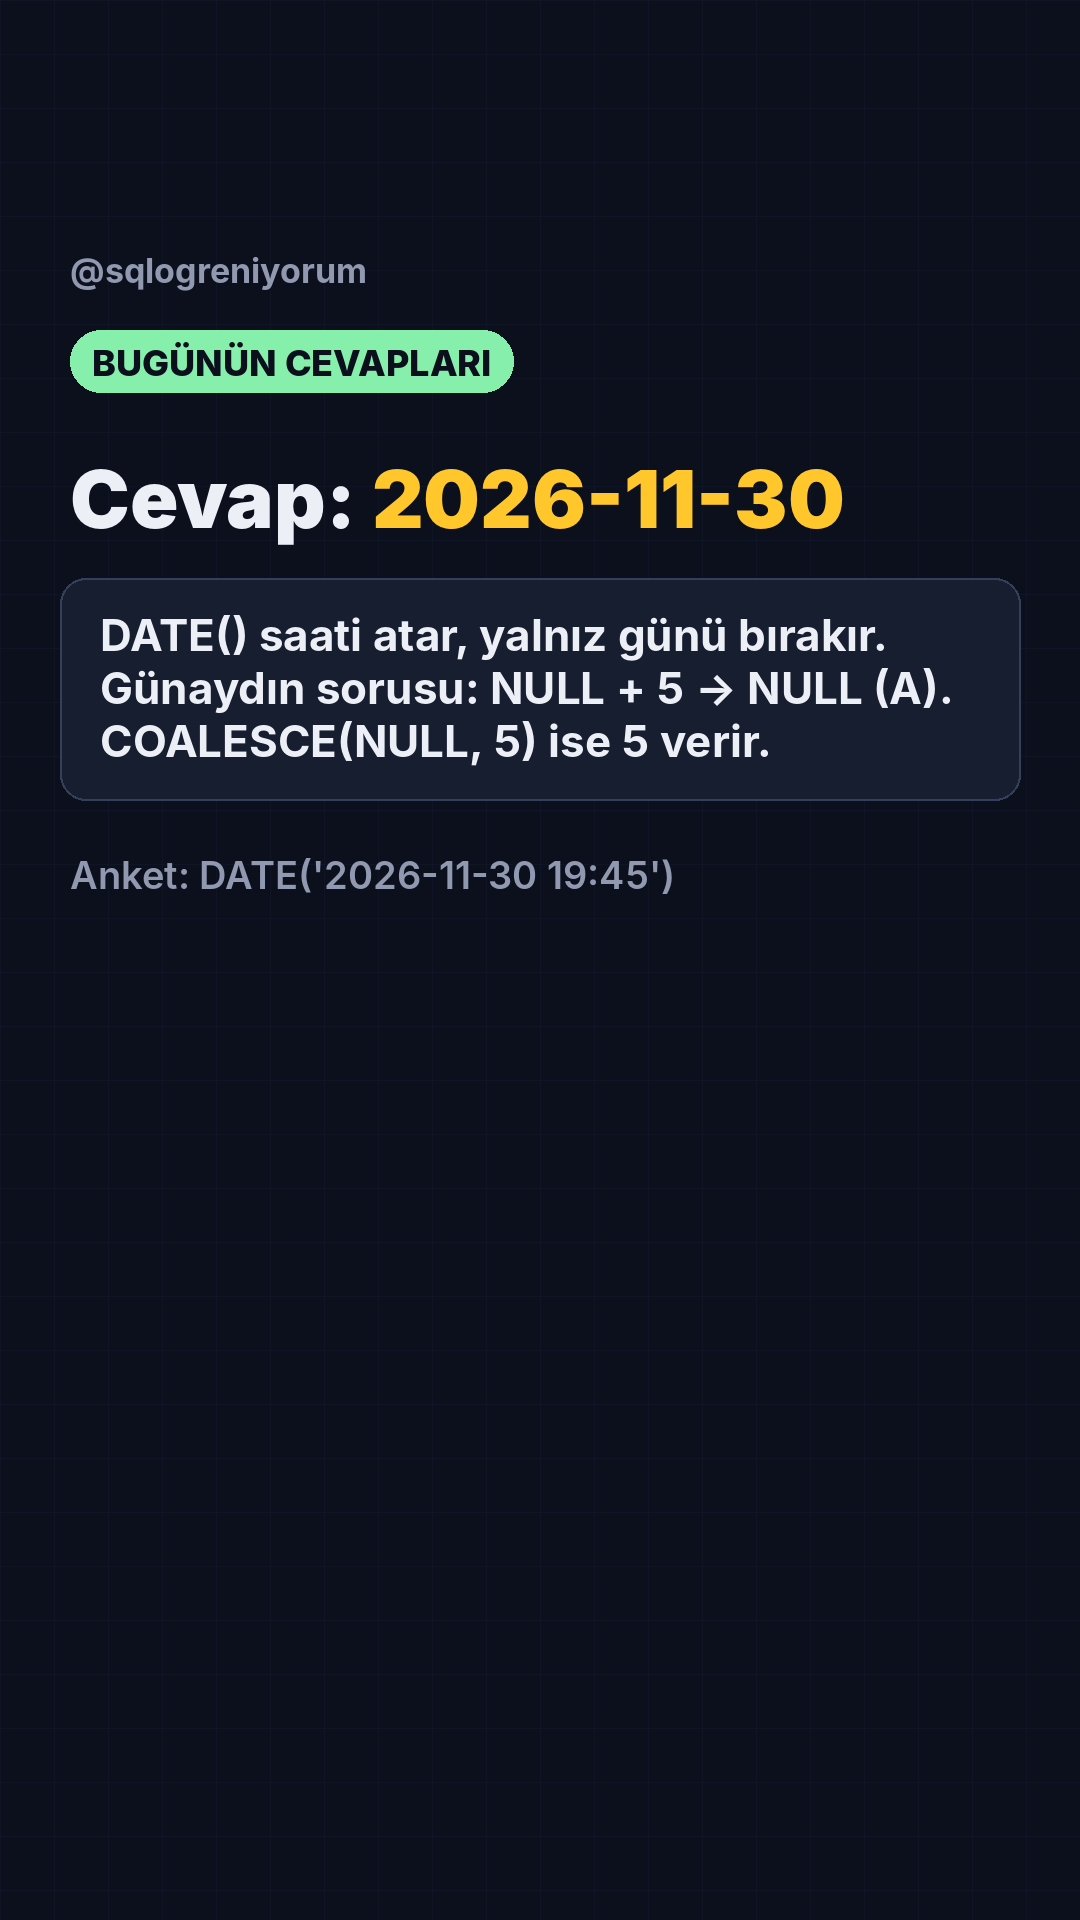 @sqlogreniyorum
BUGÜNÜN CEVAPLARI
Cevap: 2026-11-30
DATE() saati atar, yalnız günü bırakır.
Günaydın sorusu: NULL + 5 → NULL (A).
COALESCE(NULL, 5) ise 5 verir.
Anket: DATE('2026-11-30 19:45')